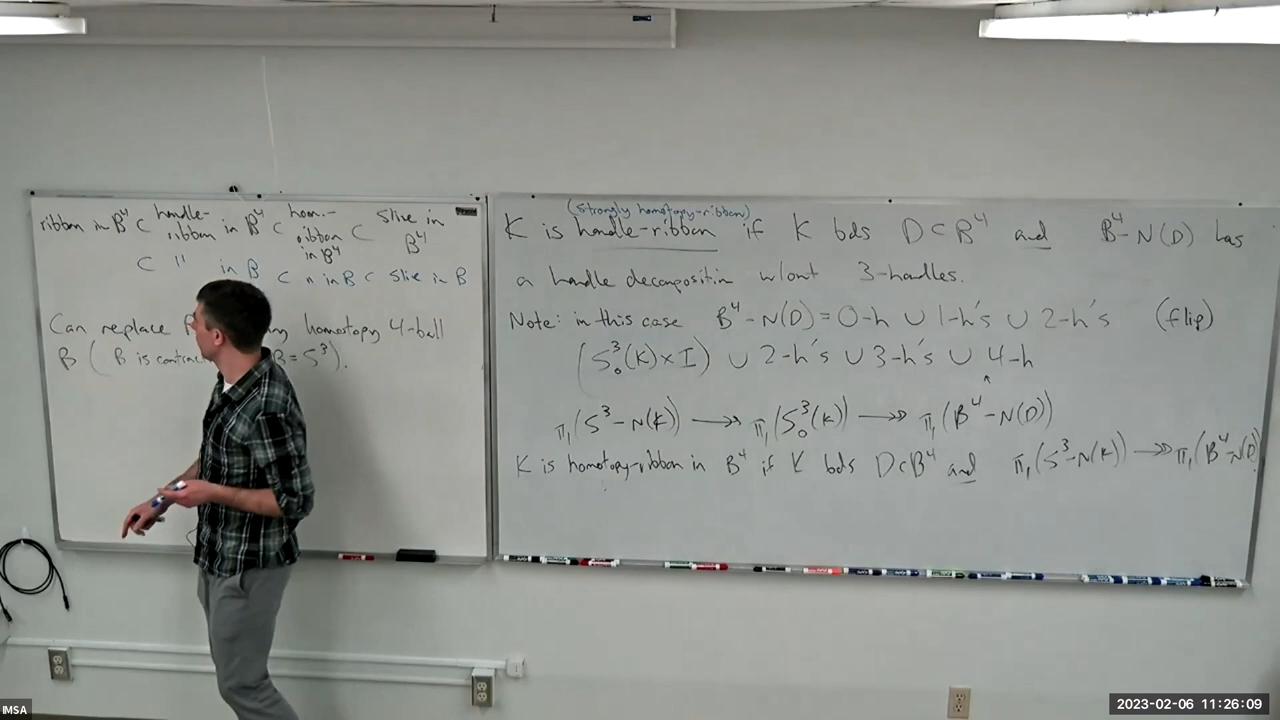 ribbon in B⁴ ⊂ handle-ribbon in B⁴ ⊂ hom.-ribbon in B⁴ ⊂ slice in B⁴
⊂ " in B ⊂ " in B ⊂ slice in B
Can replace homotopy 4-ball
B ( B is contrac B = S³ ).
(strongly homotopy-ribbon)
K is handle-ribbon if K bds D ⊂ B⁴ and B⁴-N(D) has
a handle decomposition w/out 3-handles.
Note: in this case B⁴-N(D) = 0-h ∪ 1-h's ∪ 2-h's (flip)
(S³₀(K)×I) ∪ 2-h's ∪ 3-h's ∪ 4-h
π₁(S³-N(K)) ↠ π₁(S³₀(K)) ↠ π₁(B⁴-N(D))
K is homotopy-ribbon in B⁴ if K bds D⊂B⁴ and π₁(S³-N(K)) ↠ π₁(B⁴-N(D)
IMSA
2023-02-06 11:26:09